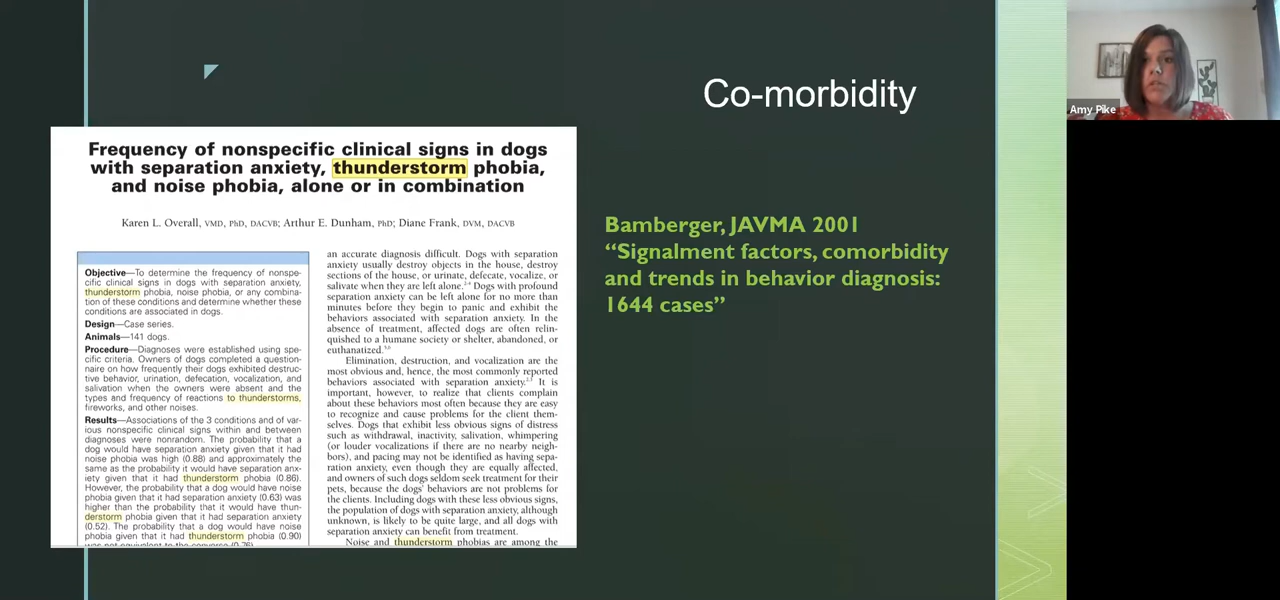 Co-morbidity
Amy Pike
Frequency of nonspecific clinical signs in dogs
with separation anxiety, thunderstorm phobia,
and noise phobia, alone or in combination
Karen L. Overall, VMD, PhD, DACVB; Arthur E. Dunham, PhD; Diane Frank, DVM, DACVB
Objective—To determine the frequency of nonspe-
cific clinical signs in dogs with separation anxiety,
thunderstorm phobia, noise phobia, or any combina-
tion of these conditions and determine whether these
conditions are associated in dogs.
Design—Case series.
Animals—141 dogs.
Procedure—Diagnoses were established using spe-
cific criteria. Owners of dogs completed a question-
naire on how frequently their dogs exhibited destruc-
tive behavior, urination, defecation, vocalization, and
salivation when the owners were absent and the
types and frequency of reactions to thunderstorms,
fireworks, and other noises.
Results—Associations of the 3 conditions and of var-
ious nonspecific clinical signs within and between
diagnoses were nonrandom. The probability that a
dog would have separation anxiety given that it had
noise phobia was high (0.88) and approximately the
same as the probability it would have separation anx-
iety given that it had thunderstorm phobia (0.86).
However, the probability that a dog would have noise
phobia given that it had separation anxiety (0.63) was
higher than the probability that it would have thun-
derstorm phobia given that it had separation anxiety
(0.52). The probability that a dog would have noise
phobia given that it had thunderstorm phobia (0.90)
was not equivalent to the converse (0.76).
an accurate diagnosis difficult. Dogs with separation
anxiety usually destroy objects in the house, destroy
sections of the house, or urinate, defecate, vocalize, or
salivate when they are left alone. Dogs with profound
separation anxiety can be left alone for no more than
minutes before they begin to panic and exhibit the
behaviors associated with separation anxiety. In the
absence of treatment, affected dogs are often relin-
quished to a humane society or shelter, abandoned, or
euthanatized.
Elimination, destruction, and vocalization are the
most obvious and, hence, the most commonly reported
behaviors associated with separation anxiety. It is
important, however, to realize that clients complain
about these behaviors most often because they are easy
to recognize and cause problems for the client them-
selves. Dogs that exhibit less obvious signs of distress
such as withdrawal, inactivity, salivation, whimpering
(or louder vocalizations if there are no nearby neigh-
bors), and pacing may not be identified as having sepa-
ration anxiety, even though they are equally affected,
and owners of such dogs seldom seek treatment for their
pets, because the dogs' behaviors are not problems for
the clients. Including dogs with these less obvious signs,
the population of dogs with separation anxiety, although
unknown, is likely to be quite large, and all dogs with
separation anxiety can benefit from treatment.
Noise and thunderstorm phobias are among the
Bamberger, JAVMA 2001
“Signalment factors, comorbidity
and trends in behavior diagnosis:
1644 cases”